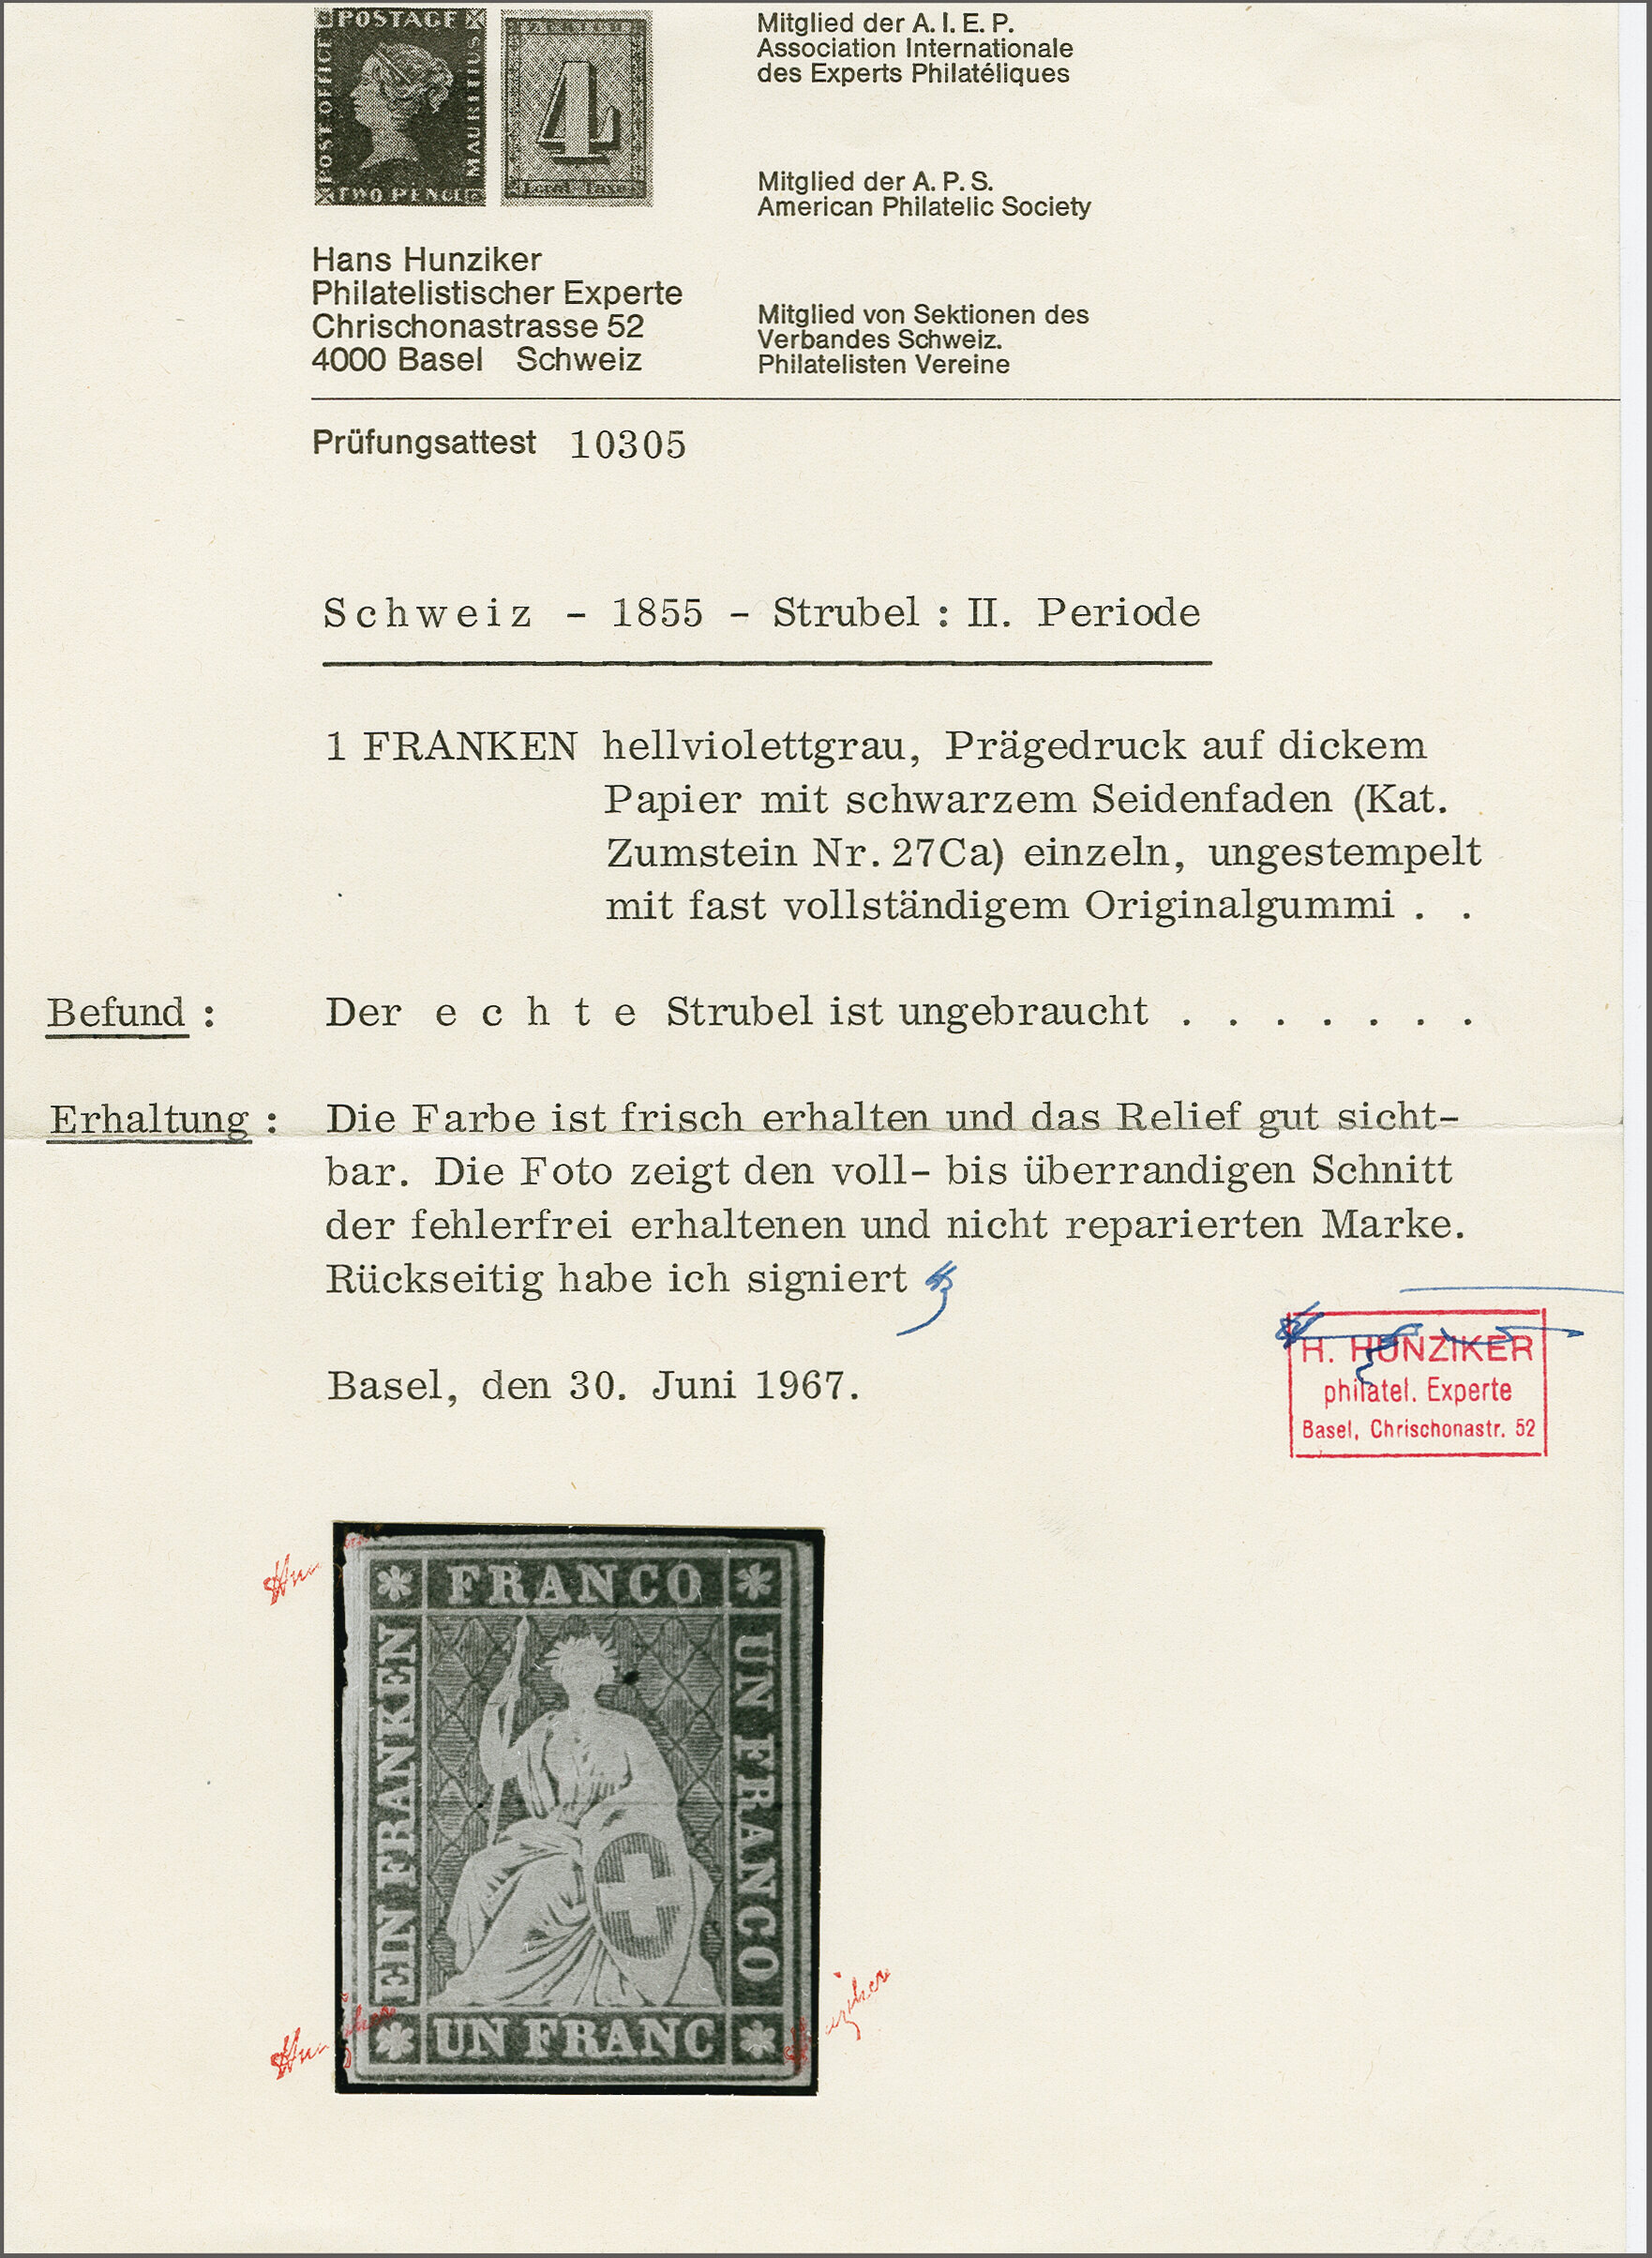 POSTAGE
POST OFFICE
MAURITIUS
TWO PENCE
4
Local-Taxe
Mitglied der A. I. E. P.
Association Internationale
des Experts Philatéliques
Mitglied der A. P. S.
American Philatelic Society
Hans Hunziker
Philatelistischer Experte
Chrischonastrasse 52
4000 Basel Schweiz
Mitglied von Sektionen des
Verbandes Schweiz.
Philatelisten Vereine
Prüfungsattest 10305
Schweiz - 1855 - Strubel : II. Periode
1 FRANKEN hellviolettgrau, Prägedruck auf dickem
Papier mit schwarzem Seidenfaden (Kat.
Zumstein Nr. 27Ca) einzeln, ungestempelt
mit fast vollständigem Originalgummi . .
Befund : Der e c h t e Strubel ist ungebraucht . . . . . . .
Erhaltung : Die Farbe ist frisch erhalten und das Relief gut sicht-
bar. Die Foto zeigt den voll- bis überrandigen Schnitt
der fehlerfrei erhaltenen und nicht reparierten Marke.
Rückseitig habe ich signiert
Basel, den 30. Juni 1967.
H. HUNZIKER
philatel. Experte
Basel, Chrischonastr. 52
FRANCO
EIN FRANKEN
UN FRANCO
UN FRANC